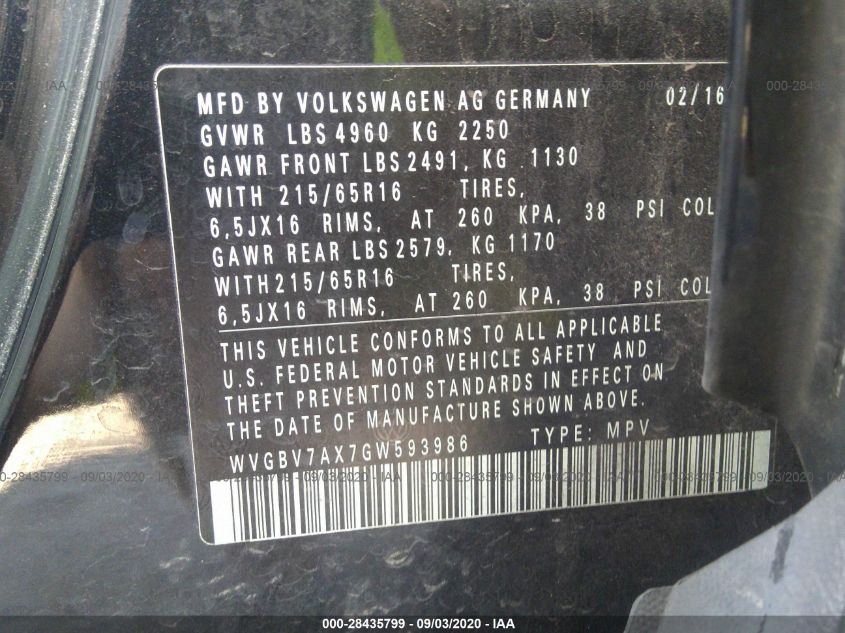 MFD BY VOLKSWAGEN AG GERMANY 02/16
GVWR LBS 4960 KG 2250
GAWR FRONT LBS 2491, KG 1130
WITH 215/65R16 TIRES,
6,5JX16 RIMS, AT 260 KPA, 38 PSI COL
GAWR REAR LBS 2579, KG 1170
WITH 215/65R16 TIRES,
6,5JX16 RIMS, AT 260 KPA, 38 PSI COL
THIS VEHICLE CONFORMS TO ALL APPLICABLE
U.S. FEDERAL MOTOR VEHICLE SAFETY AND
THEFT PREVENTION STANDARDS IN EFFECT ON
THE DATE OF MANUFACTURE SHOWN ABOVE.
WVGBV7AX7GW593986 TYPE: MPV
000-28435799 - 09/03/2020 - IAA